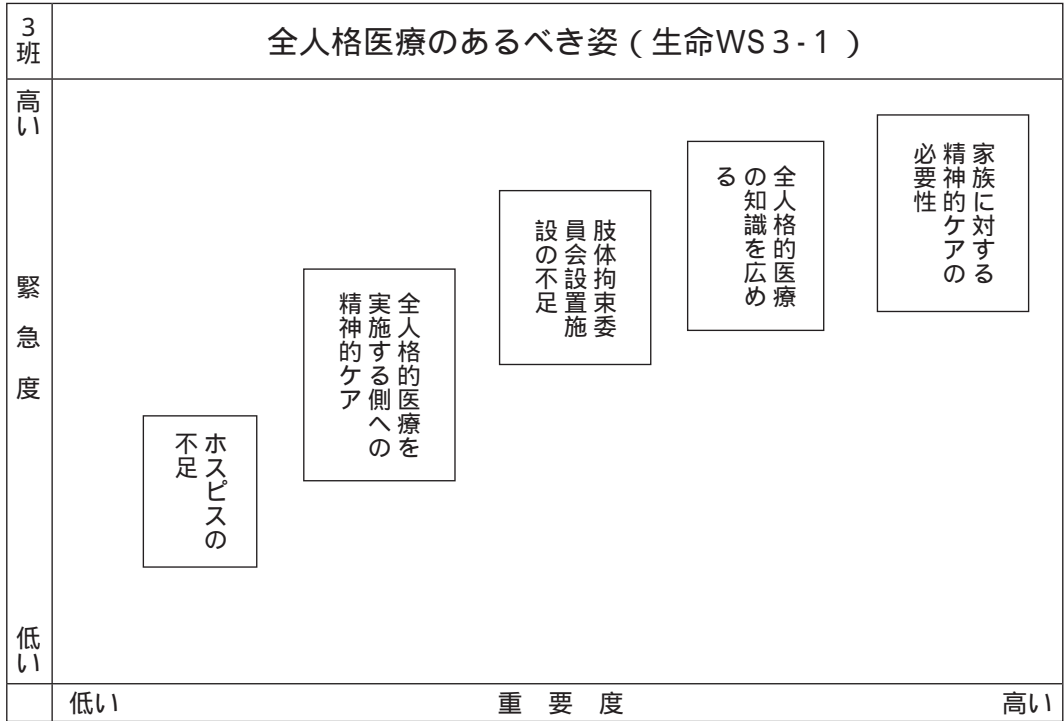 3班
全人格医療のあるべき姿(生命WS3-1)
高い
緊急度
低い
家族に対する
精神的ケアの
必要性
全人格的医療
の知識を広め
る
肢体拘束委
員会設置施
設の不足
全人格的医療を
実施する側への
精神的ケア
ホスピスの
不足
低い
重要度
高い